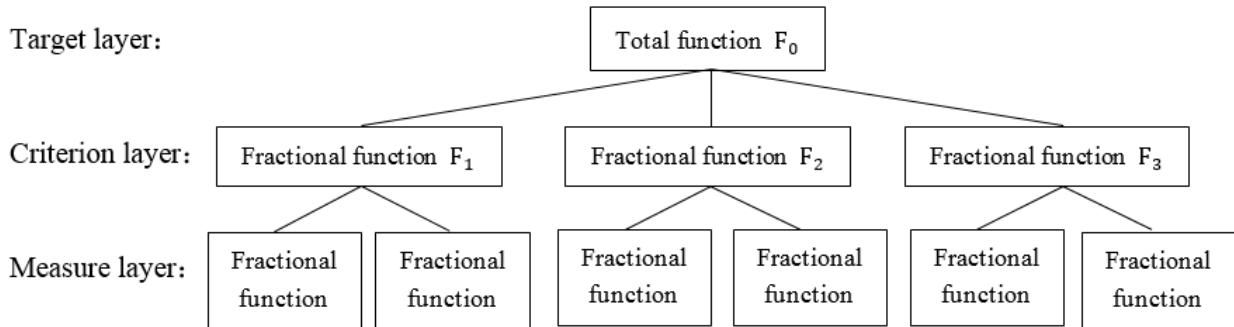 Target layer：
Total function F₀
Criterion layer：
Fractional function F₁
Fractional function F₂
Fractional function F₃
Measure layer：
Fractional
function
Fractional
function
Fractional
function
Fractional
function
Fractional
function
Fractional
function